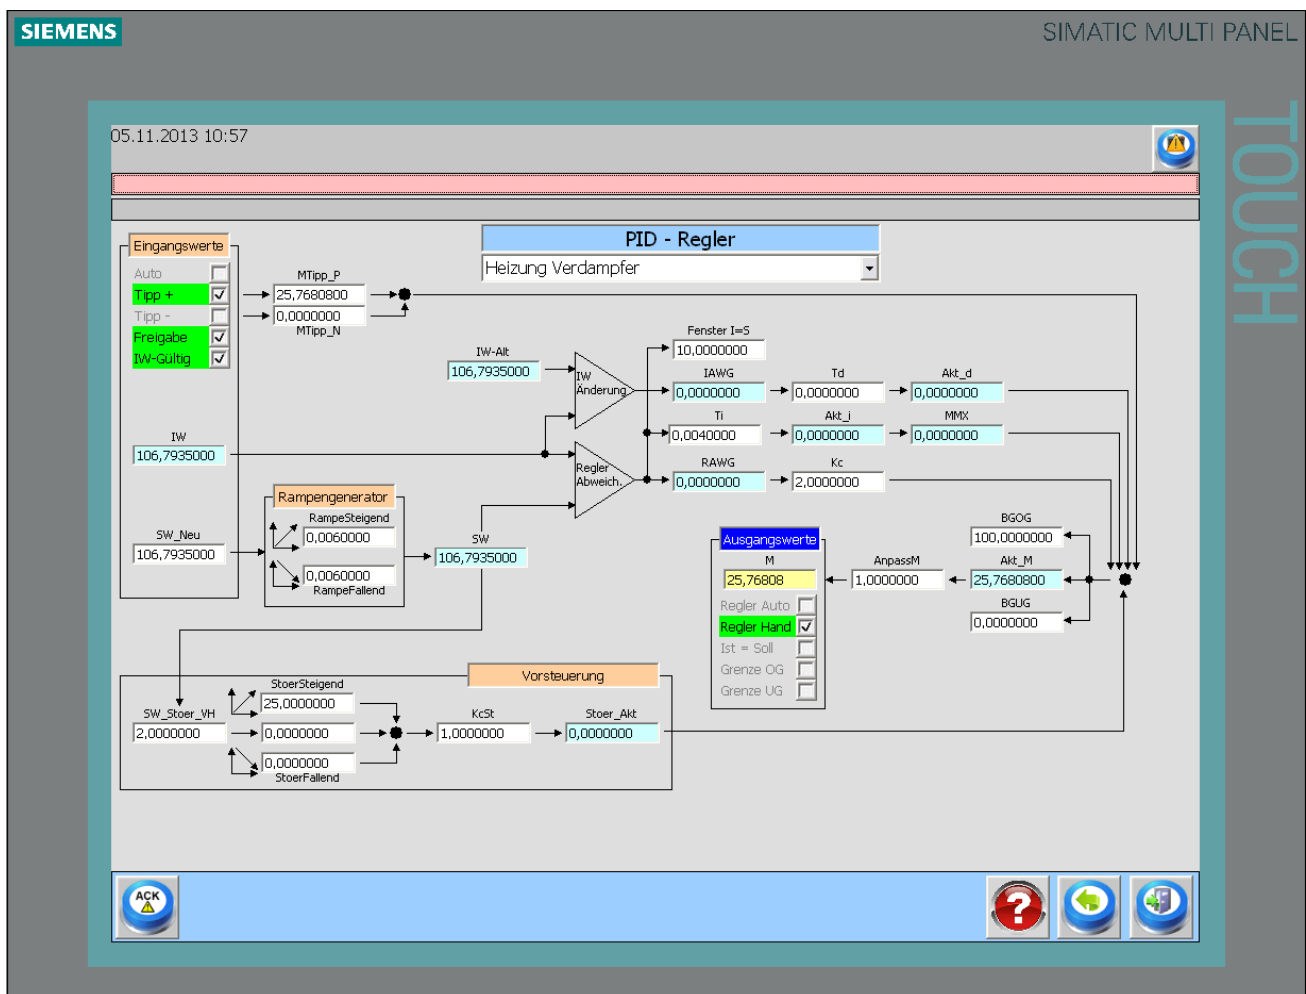 SIEMENS
SIMATIC MULTI PANEL
TOUCH
05.11.2013 10:57
PID - Regler
Heizung Verdampfer
Eingangswerte
Auto
Tipp +
Tipp -
Freigabe
IW-Gültig
MTipp_P
25,7680800
0,0000000
MTipp_N
IW-Alt
106,7935000
IW
Änderung
Fenster I=S
10,0000000
IAWG
0,0000000
Td
0,0000000
Akt_d
0,0000000
Ti
0,0040000
Akt_i
0,0000000
MMX
0,0000000
IW
106,7935000
Regler
Abweich.
RAWG
0,0000000
Kc
2,0000000
Rampengenerator
RampeSteigend
0,0060000
0,0060000
RampeFallend
SW_Neu
106,7935000
SW
106,7935000
Ausgangswerte
M
25,76808
Regler Auto
Regler Hand
Ist = Soll
Grenze OG
Grenze UG
AnpassM
1,0000000
BGOG
100,0000000
Akt_M
25,7680800
BGUG
0,0000000
Vorsteuerung
SW_Stoer_VH
2,0000000
StoerSteigend
25,0000000
0,0000000
0,0000000
StoerFallend
KcSt
1,0000000
Stoer_Akt
0,0000000
ACK
?